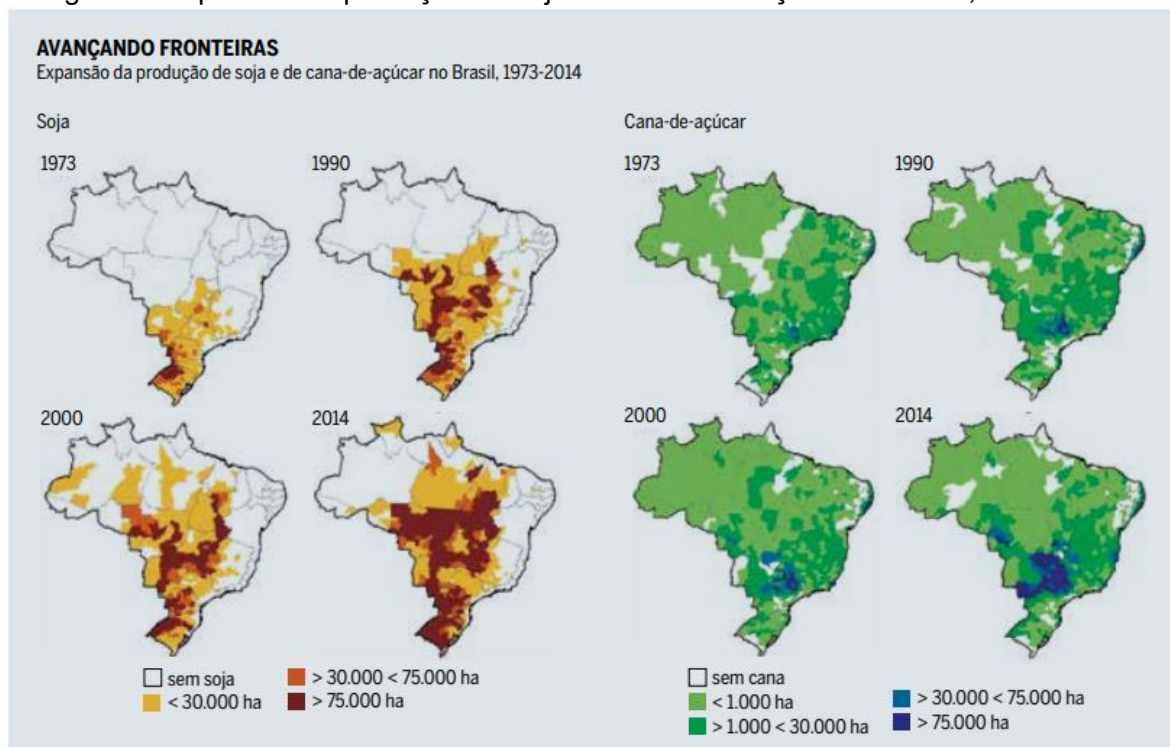 AVANÇANDO FRONTEIRAS
Expansão da produção de soja e de cana-de-açúcar no Brasil, 1973-2014
Soja
1973
1990
2000
2014
sem soja
< 30.000 ha
> 30.000 < 75.000 ha
> 75.000 ha
Cana-de-açúcar
1973
1990
2000
2014
sem cana
< 1.000 ha
> 1.000 < 30.000 ha
> 30.000 < 75.000 ha
> 75.000 ha